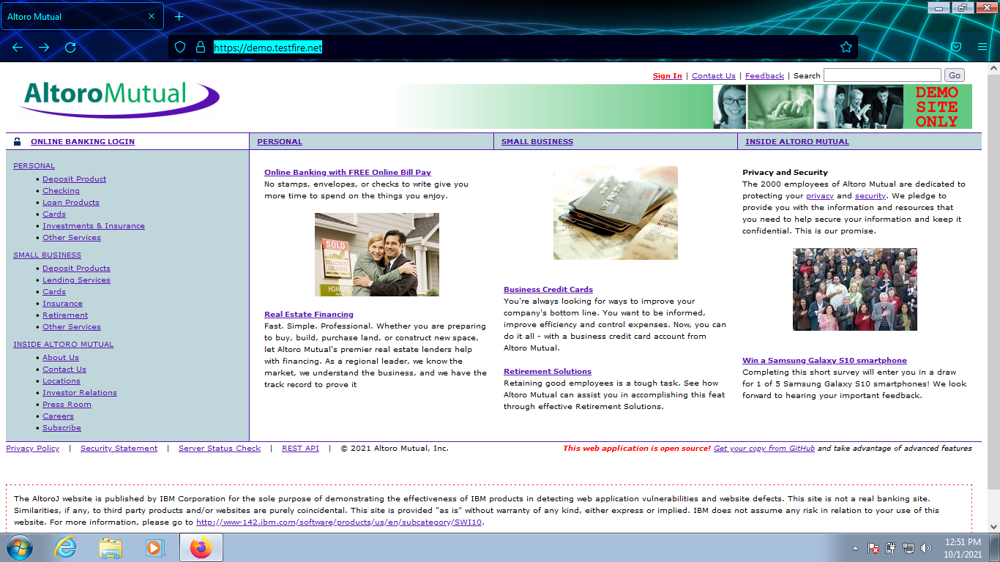 Altoro Mutual
https://demo.testfire.net
Sign In | Contact Us | Feedback | Search Go
AltoroMutual
DEMO
SITE
ONLY
ONLINE BANKING LOGIN
PERSONAL
SMALL BUSINESS
INSIDE ALTORO MUTUAL
PERSONAL
Deposit Product
Checking
Loan Products
Cards
Investments & Insurance
Other Services
SMALL BUSINESS
Deposit Products
Lending Services
Cards
Insurance
Retirement
Other Services
INSIDE ALTORO MUTUAL
About Us
Contact Us
Locations
Investor Relations
Press Room
Careers
Subscribe
Online Banking with FREE Online Bill Pay
No stamps, envelopes, or checks to write give you
more time to spend on the things you enjoy.
SOLD
Real Estate Financing
Fast. Simple. Professional. Whether you are preparing
to buy, build, purchase land, or construct new space,
let Altoro Mutual's premier real estate lenders help
with financing. As a regional leader, we know the
market, we understand the business, and we have the
track record to prove it
Business Credit Cards
You're always looking for ways to improve your
company's bottom line. You want to be informed,
improve efficiency and control expenses. Now, you can
do it all - with a business credit card account from
Altoro Mutual.
Retirement Solutions
Retaining good employees is a tough task. See how
Altoro Mutual can assist you in accomplishing this feat
through effective Retirement Solutions.
Privacy and Security
The 2000 employees of Altoro Mutual are dedicated to
protecting your privacy and security. We pledge to
provide you with the information and resources that
you need to help secure your information and keep it
confidential. This is our promise.
Win a Samsung Galaxy S10 smartphone
Completing this short survey will enter you in a draw
for 1 of 5 Samsung Galaxy S10 smartphones! We look
forward to hearing your important feedback.
Privacy Policy | Security Statement | Server Status Check | REST API | © 2021 Altoro Mutual, Inc.
This web application is open source! Get your copy from GitHub and take advantage of advanced features
The AltoroJ website is published by IBM Corporation for the sole purpose of demonstrating the effectiveness of IBM products in detecting web application vulnerabilities and website defects. This site is not a real banking site.
Similarities, if any, to third party products and/or websites are purely coincidental. This site is provided "as is" without warranty of any kind, either express or implied. IBM does not assume any risk in relation to your use of this
website. For more information, please go to http://www-142.ibm.com/software/products/us/en/subcategory/SWI10.
12:51 PM
10/1/2021